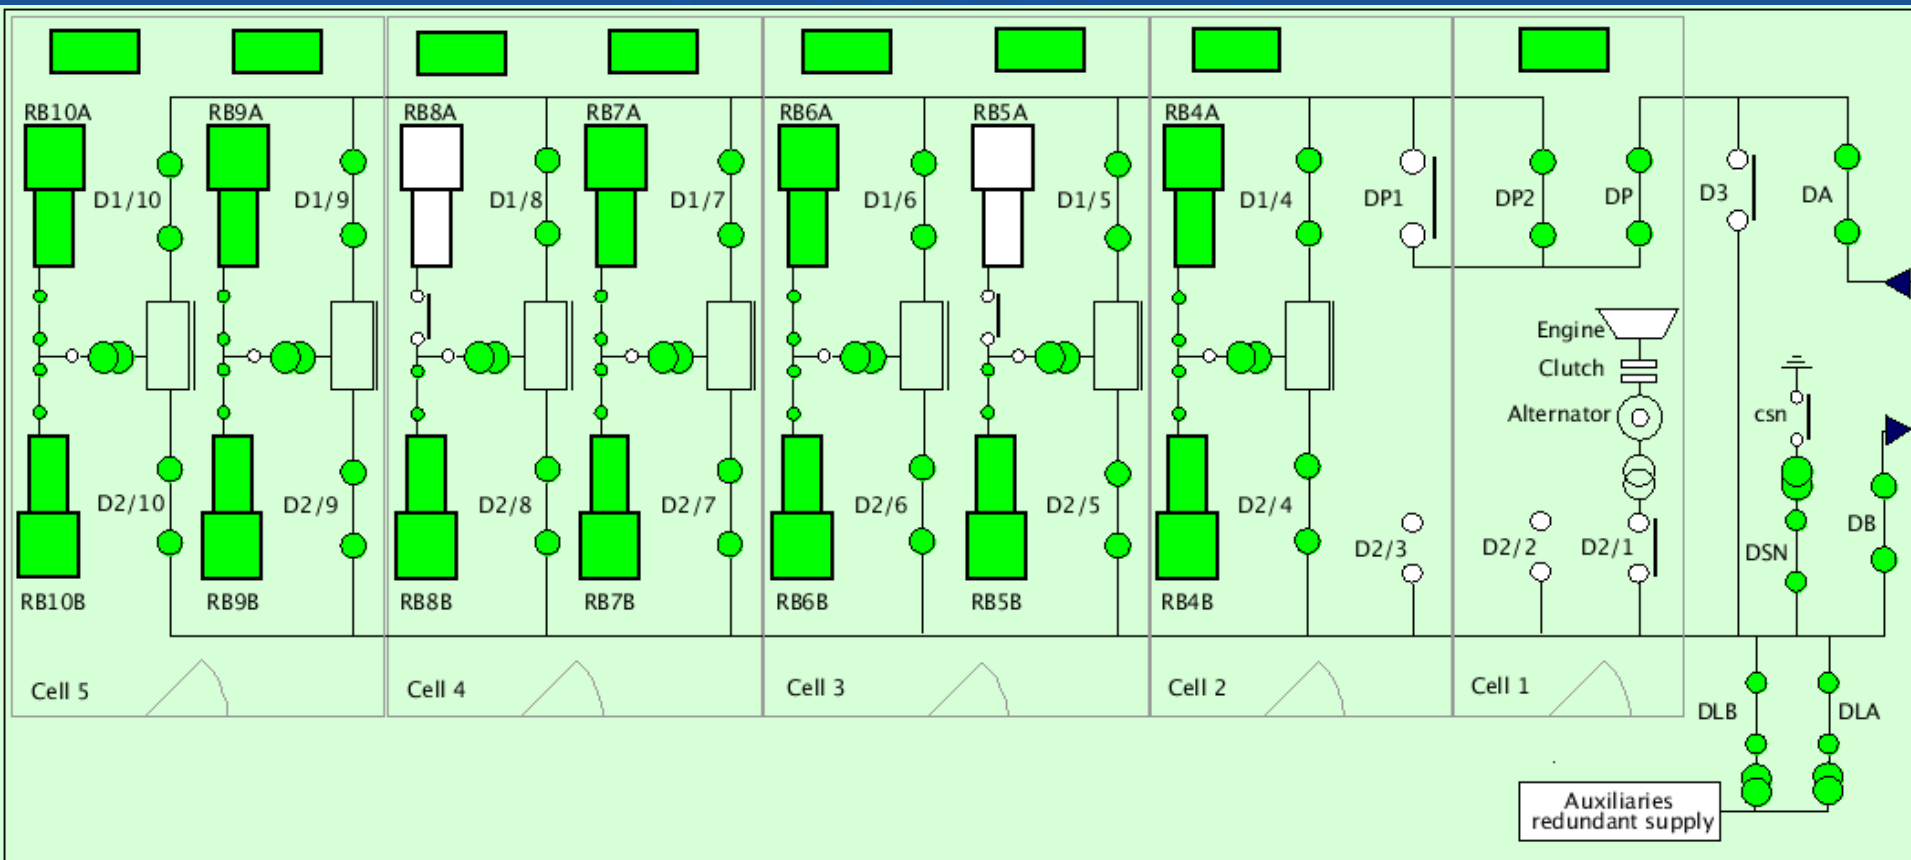 RB10A
RB9A
RB8A
RB7A
RB6A
RB5A
RB4A
D1/10
D1/9
D1/8
D1/7
D1/6
D1/5
D1/4
DP1
DP2
DP
D3
DA
Engine
Clutch
Alternator
csn
D2/10
D2/9
D2/8
D2/7
D2/6
D2/5
D2/4
D2/3
D2/2
D2/1
DSN
DB
RB10B
RB9B
RB8B
RB7B
RB6B
RB5B
RB4B
Cell 5
Cell 4
Cell 3
Cell 2
Cell 1
DLB
DLA
Auxiliaries
redundant supply